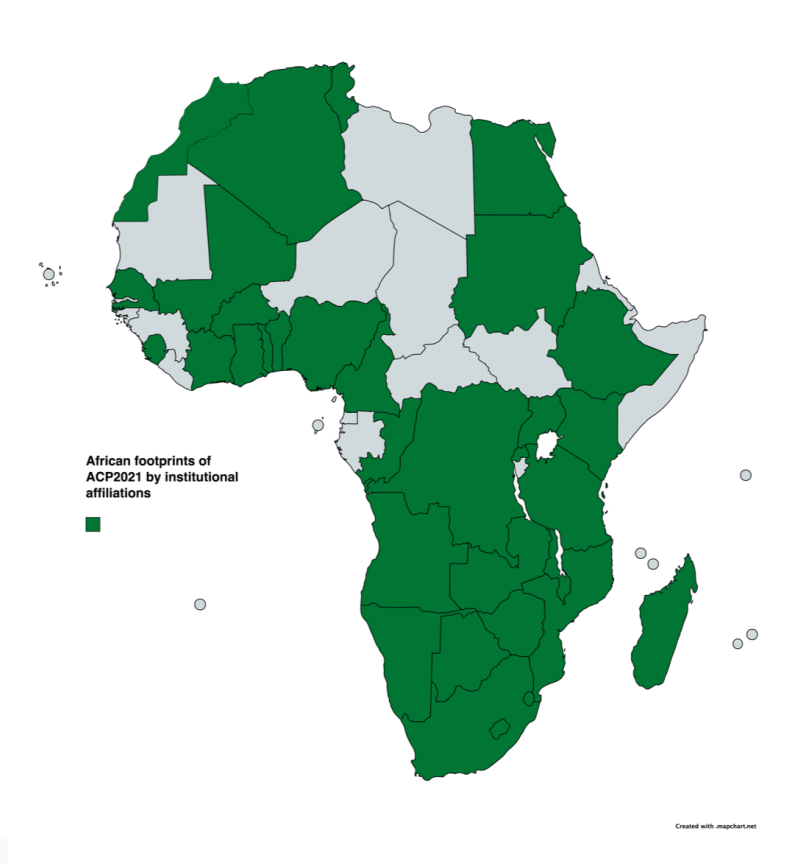 African footprints of
ACP2021 by institutional
affiliations
Created with .mapchart.net